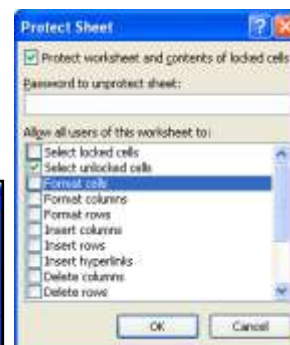 Protect Sheet
Protect worksheet and contents of locked cells
Password to unprotect sheet:
Allow all users of this worksheet to:
Select locked cells
Select unlocked cells
Format cells
Format columns
Format rows
Insert columns
Insert rows
Insert hyperlinks
Delete columns
Delete rows
OK Cancel